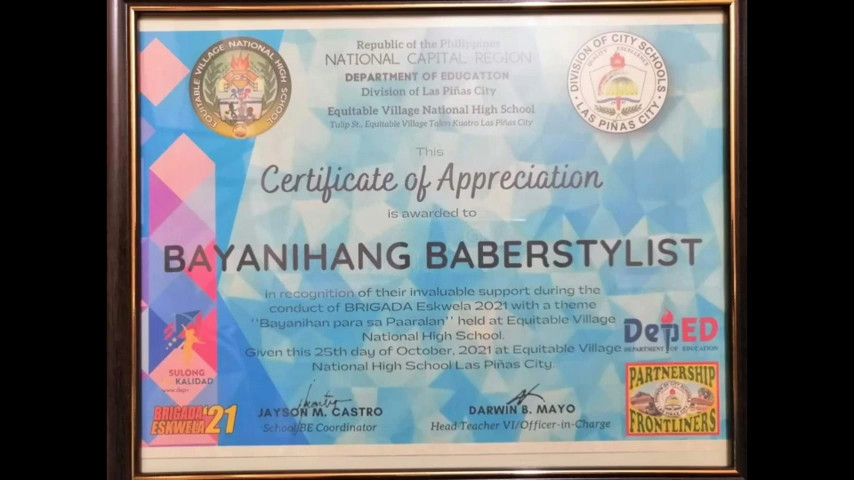 Republic of the Philippines
NATIONAL CAPITAL REGION
DEPARTMENT OF EDUCATION
Division of Las Piñas City
Equitable Village National High School
Tulip St., Equitable Village Talon Kuatro Las Piñas City
EQUITABLE VILLAGE NATIONAL HIGH SCHOOL
DIVISION OF CITY SCHOOLS
LAS PIÑAS CITY
This
Certificate of Appreciation
is awarded to
BAYANIHANG BABERSTYLIST
in recognition of their invaluable support during the
conduct of BRIGADA Eskwela 2021 with a theme
"Bayanihan para sa Paaralan" held at Equitable Village
National High School.
Given this 25th day of October, 2021 at Equitable Village
National High School Las Piñas City.
DepED
DEPARTMENT OF EDUCATION
SULONG
KALIDAD
BRIGADA
ESKWELA '21
JAYSON M. CASTRO
School/BE Coordinator
DARWIN B. MAYO
Head Teacher VI/Officer-in-Charge
PARTNERSHIP
FRONTLINERS